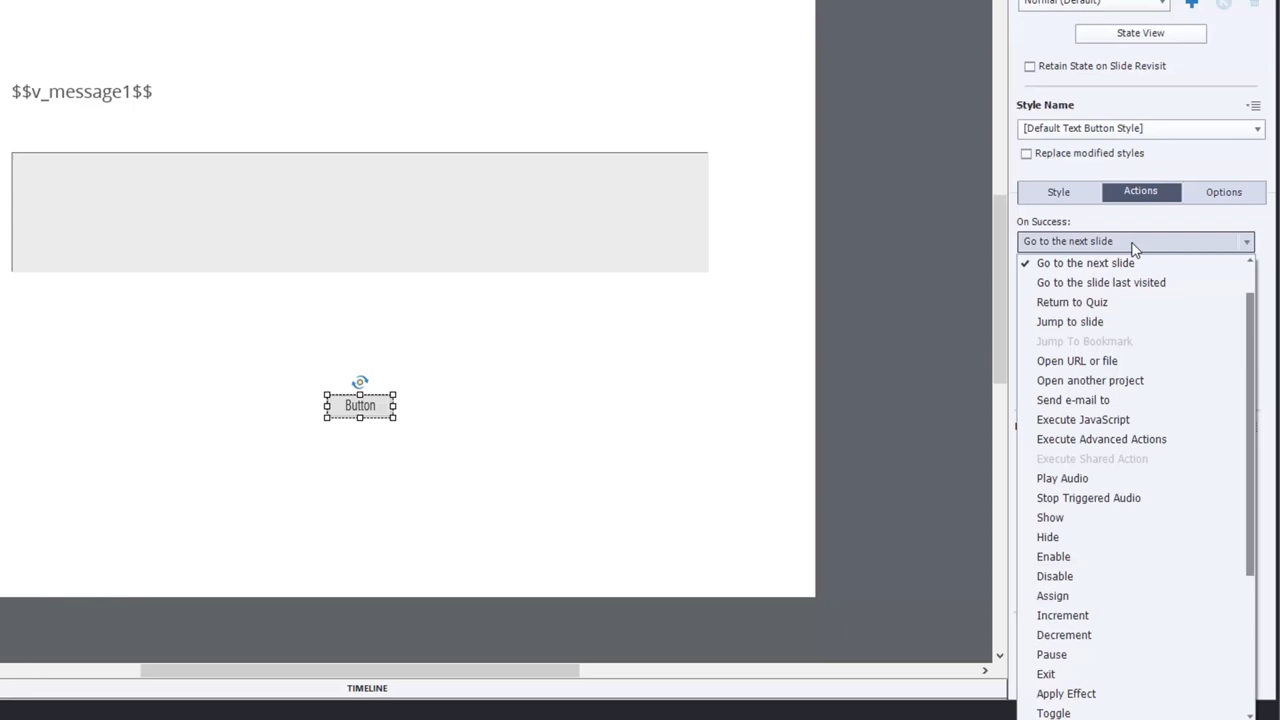 Normal (Default)
State View
Retain State on Slide Revisit
$$v_message1$$
Style Name
[Default Text Button Style]
Replace modified styles
Style
Actions
Options
On Success:
Go to the next slide
Go to the next slide
Go to the slide last visited
Return to Quiz
Jump to slide
Jump To Bookmark
Open URL or file
Open another project
Send e-mail to
Button
Execute JavaScript
Execute Advanced Actions
Execute Shared Action
Play Audio
Stop Triggered Audio
Show
Hide
Enable
Disable
Assign
Increment
Decrement
Pause
Exit
TIMELINE
Apply Effect
Toggle